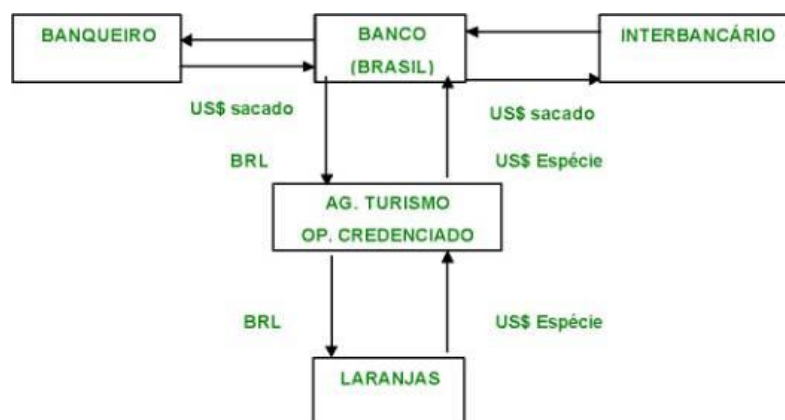 BANQUEIRO
BANCO
(BRASIL)
INTERBANCÁRIO
US$ sacado
US$ sacado
BRL
US$ Espécie
AG. TURISMO
OP. CREDENCIADO
BRL
US$ Espécie
LARANJAS